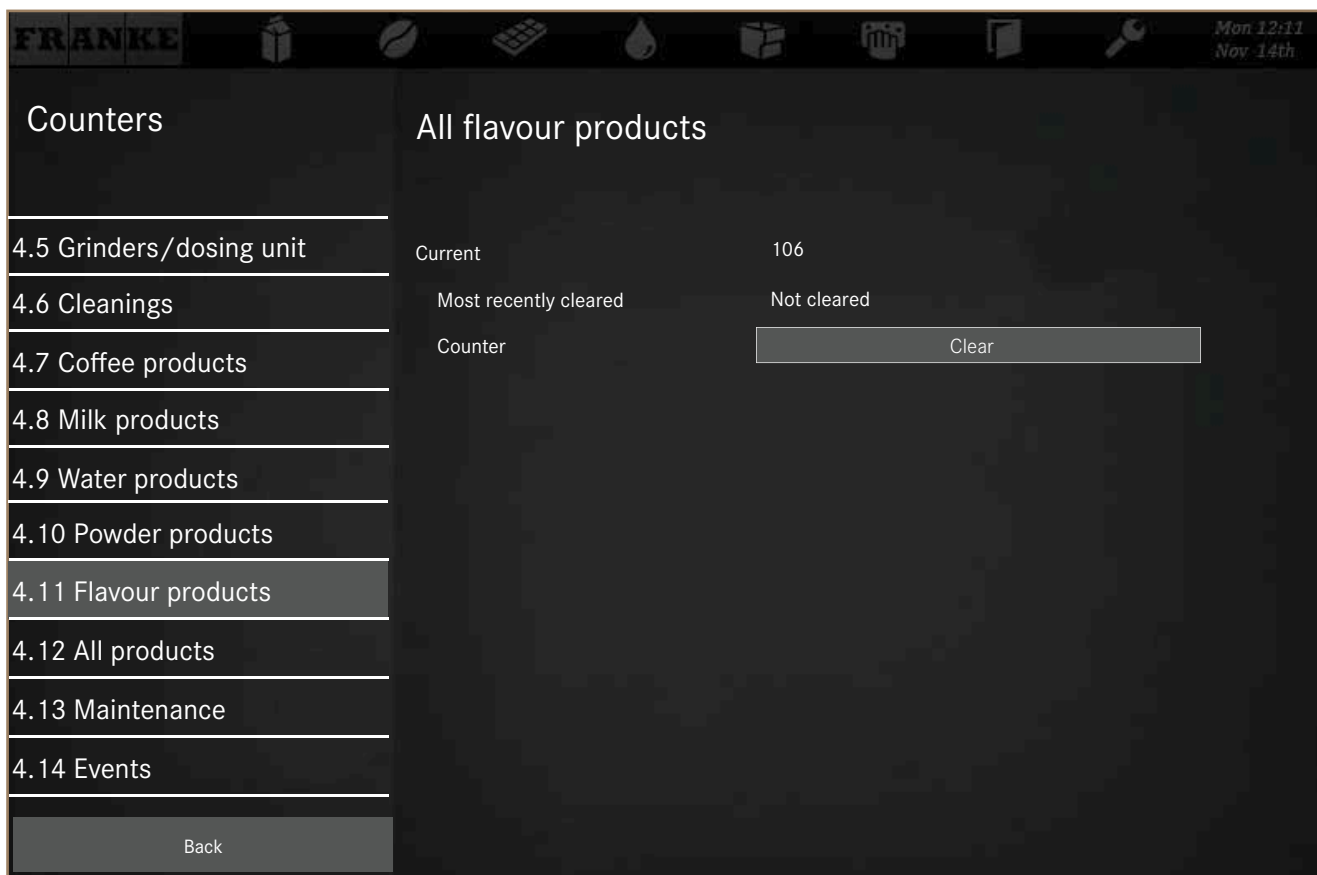 FRANKE
Mon 12:11
Nov 14th
Counters
4.5 Grinders/dosing unit
4.6 Cleanings
4.7 Coffee products
4.8 Milk products
4.9 Water products
4.10 Powder products
4.11 Flavour products
4.12 All products
4.13 Maintenance
4.14 Events
Back
All flavour products
Current 106
Most recently cleared Not cleared
Counter Clear